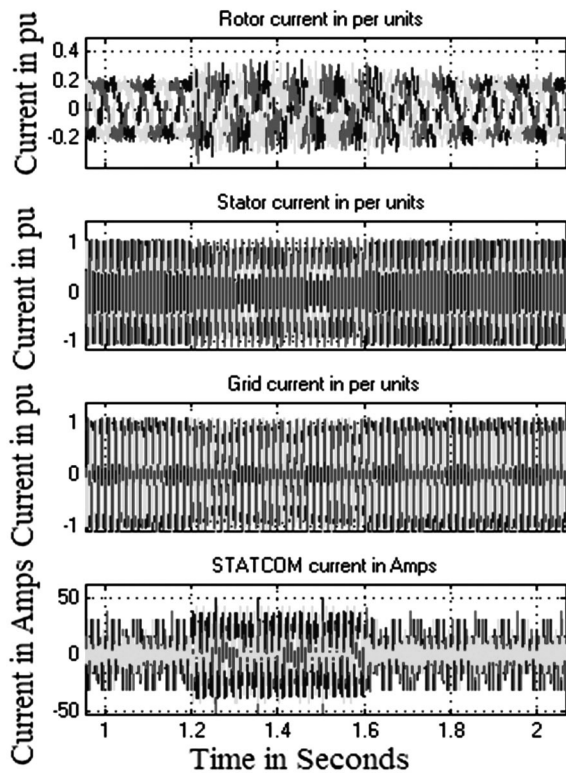 Rotor current in per units
Current in pu
0.4
0.2
0
-0.2
Stator current in per units
Current in pu
1
0
-1
Grid current in per units
Current in pu
1
0
-1
STATCOM current in Amps
Current in Amps
50
0
-50
1 1.2 1.4 1.6 1.8 2
Time in Seconds